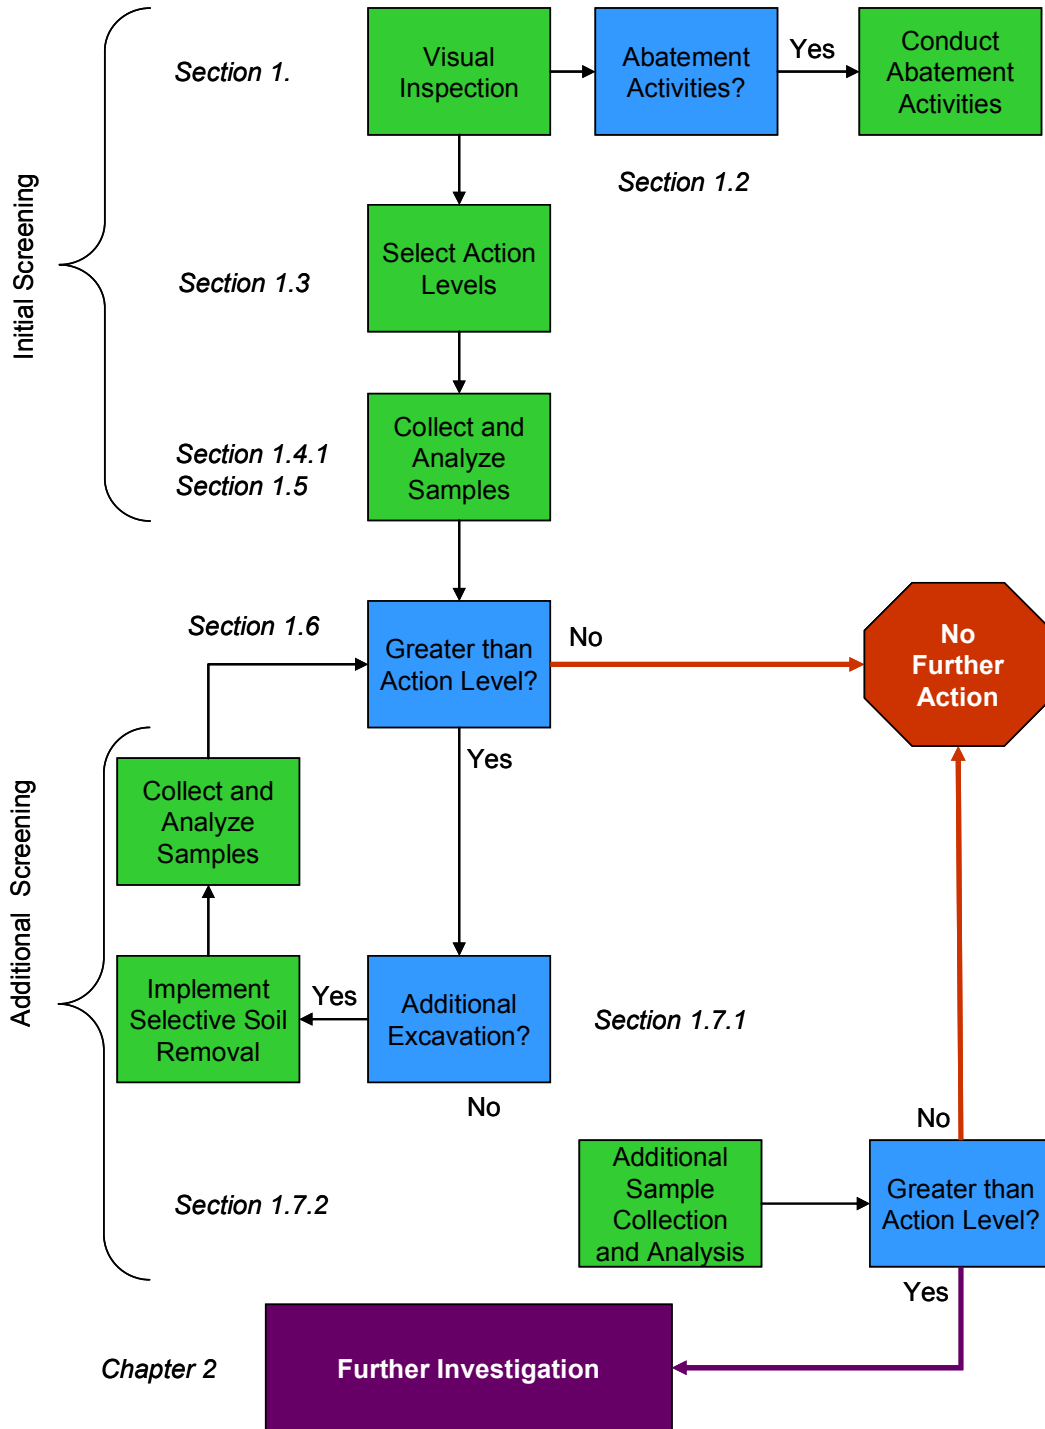 Section 1.
Visual
Inspection
Abatement
Activities?
Yes
Conduct
Abatement
Activities
Section 1.2
Initial Screening
Section 1.3
Select Action
Levels
Section 1.4.1
Section 1.5
Collect and
Analyze
Samples
Section 1.6
Greater than
Action Level?
No
No
Further
Action
Yes
Additional Screening
Collect and
Analyze
Samples
Implement
Selective Soil
Removal
Yes
Additional
Excavation?
Section 1.7.1
No
No
Section 1.7.2
Additional
Sample
Collection
and Analysis
Greater than
Action Level?
Yes
Chapter 2
Further Investigation